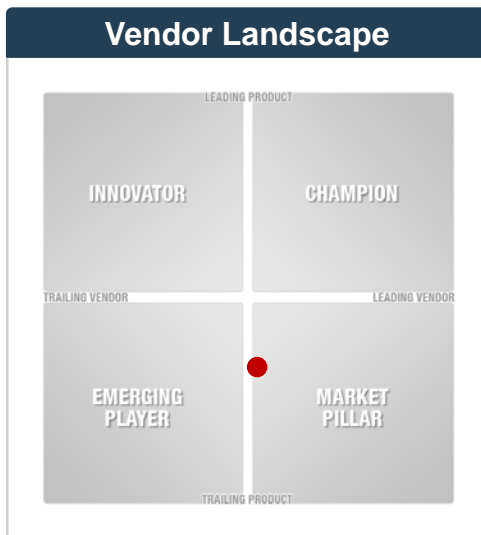 Vendor Landscape
LEADING PRODUCT
INNOVATOR
CHAMPION
TRAILING VENDOR
LEADING VENDOR
EMERGING
PLAYER
MARKET
PILLAR
TRAILING PRODUCT